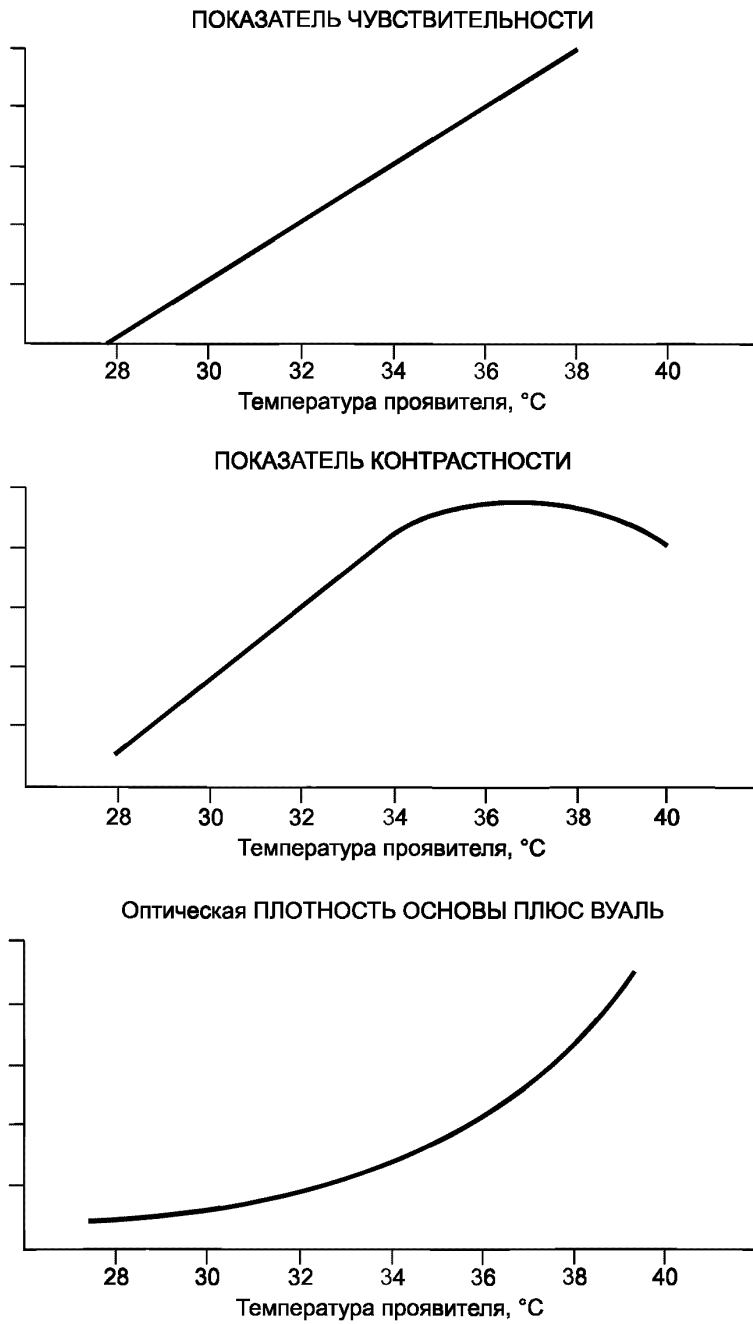 ПОКАЗАТЕЛЬ ЧУВСТВИТЕЛЬНОСТИ
28 30 32 34 36 38 40
Температура проявителя, °C
ПОКАЗАТЕЛЬ КОНТРАСТНОСТИ
28 30 32 34 36 38 40
Температура проявителя, °C
Оптическая ПЛОТНОСТЬ ОСНОВЫ ПЛЮС ВУАЛЬ
28 30 32 34 36 38 40
Температура проявителя, °C